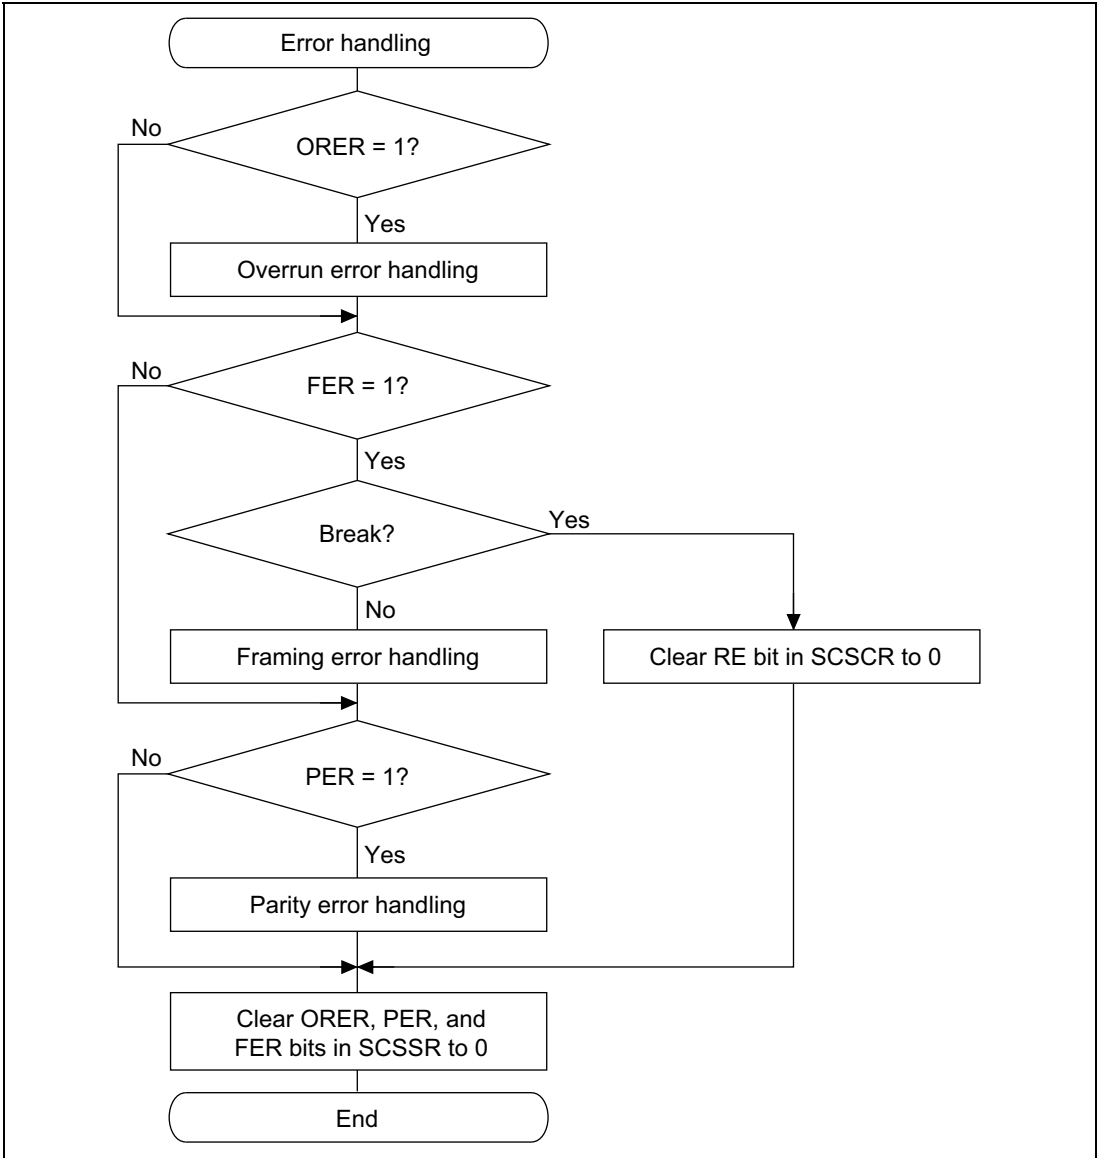 Error handling
No
ORER = 1?
Yes
Overrun error handling
No
FER = 1?
Yes
Break?
Yes
No
Framing error handling
Clear RE bit in SCSCR to 0
No
PER = 1?
Yes
Parity error handling
Clear ORER, PER, and
FER bits in SCSSR to 0
End